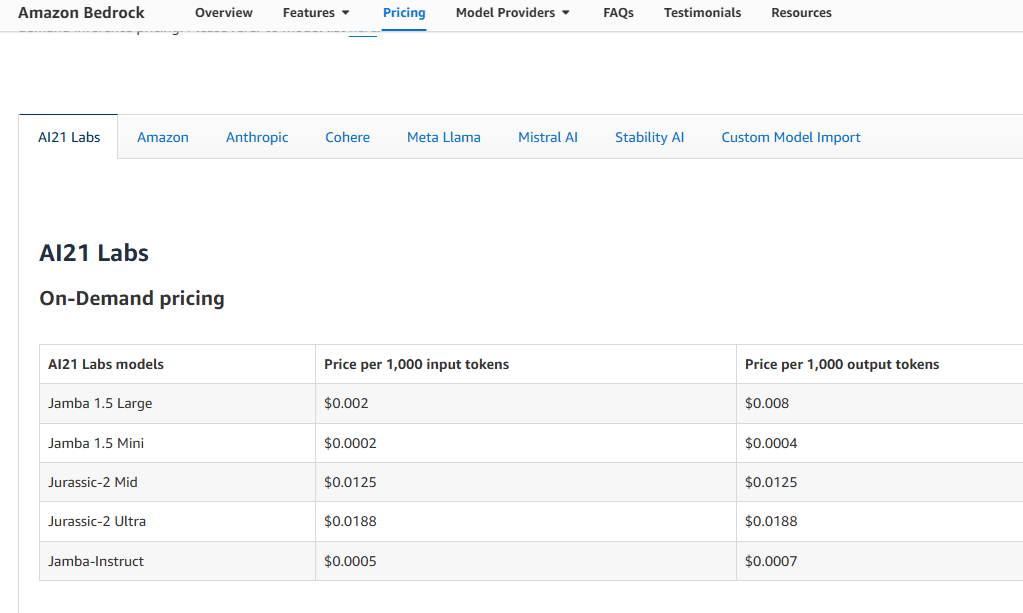 Amazon Bedrock Overview Features Pricing Model Providers FAQs Testimonials Resources
AI21 Labs Amazon Anthropic Cohere Meta Llama Mistral AI Stability AI Custom Model Import
AI21 Labs
On-Demand pricing
AI21 Labs models Price per 1,000 input tokens Price per 1,000 output tokens
Jamba 1.5 Large $0.002 $0.008
Jamba 1.5 Mini $0.0002 $0.0004
Jurassic-2 Mid $0.0125 $0.0125
Jurassic-2 Ultra $0.0188 $0.0188
Jamba-Instruct $0.0005 $0.0007